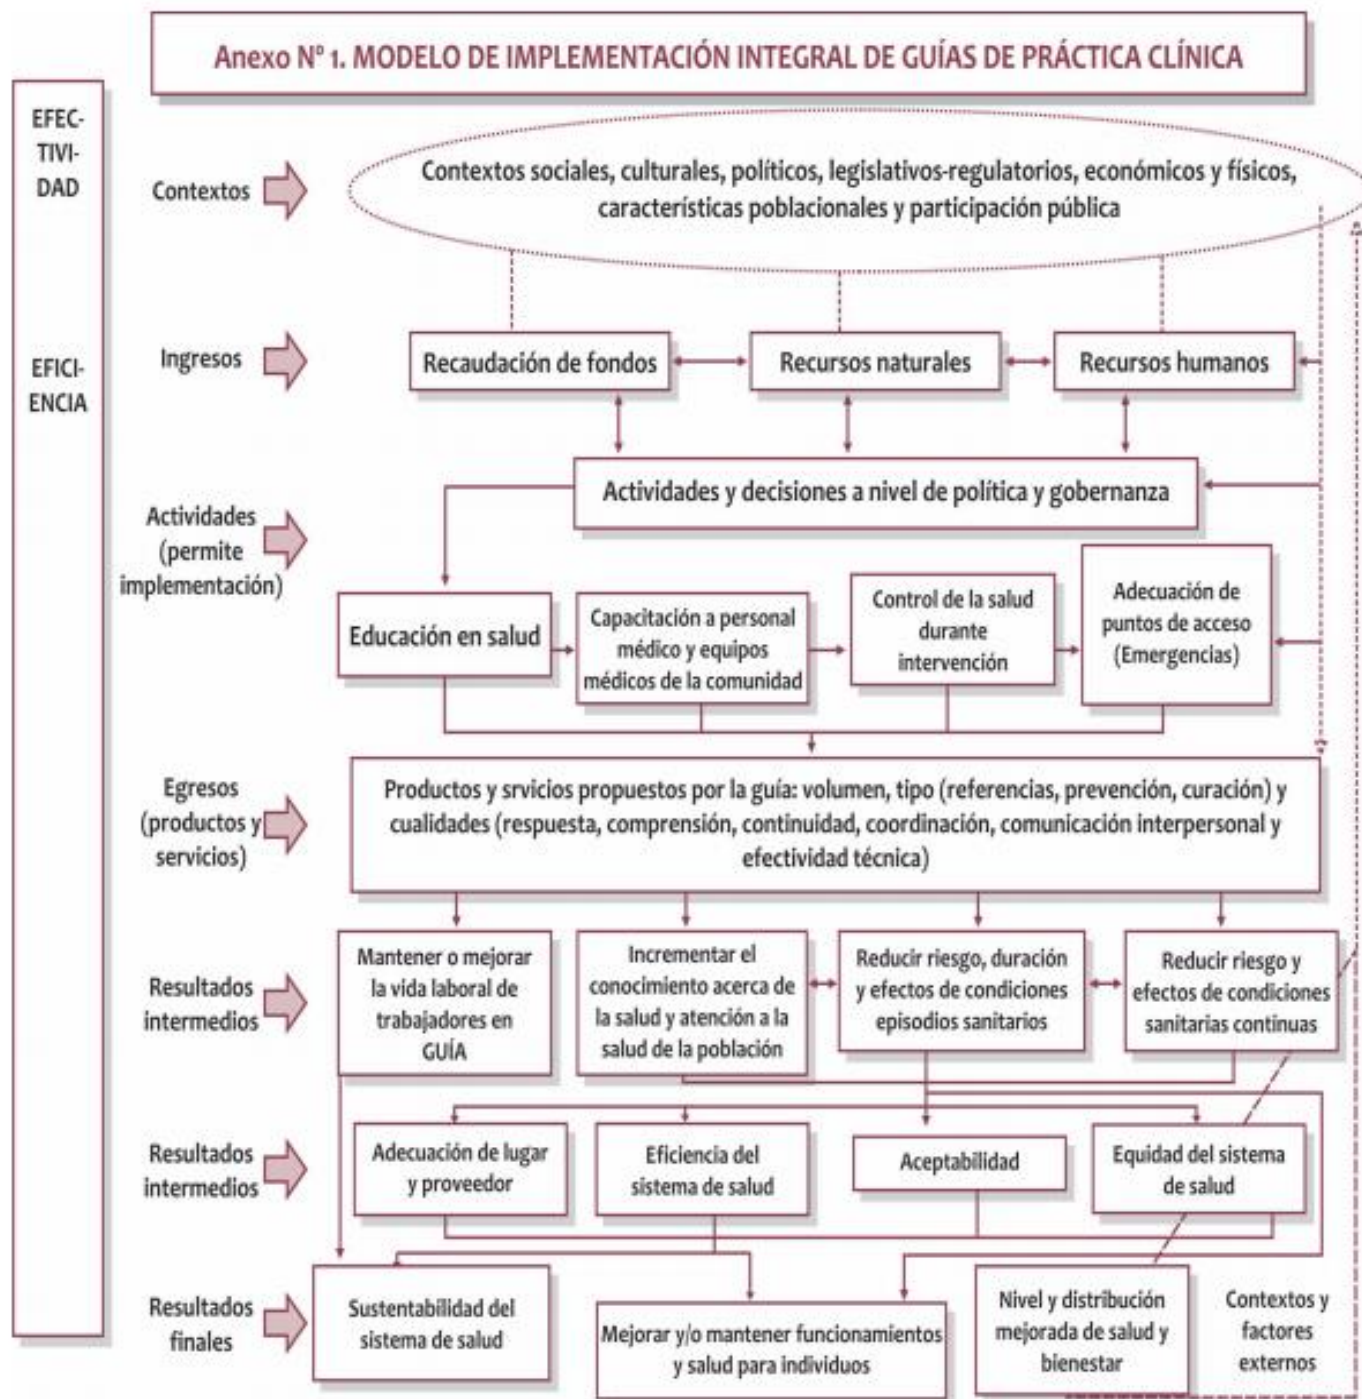 Anexo Nº 1. MODELO DE IMPLEMENTACIÓN INTEGRAL DE GUÍAS DE PRÁCTICA CLÍNICA
EFEC-
TIVI-
DAD
EFICI-
ENCIA
Contextos
Contextos sociales, culturales, políticos, legislativos-regulatorios, económicos y físicos,
características poblacionales y participación pública
Ingresos
Recaudación de fondos
Recursos naturales
Recursos humanos
Actividades
(permite
implementación)
Actividades y decisiones a nivel de política y gobernanza
Educación en salud
Capacitación a personal
médico y equipos
médicos de la comunidad
Control de la salud
durante
intervención
Adecuación de
puntos de acceso
(Emergencias)
Egresos
(productos y
servicios)
Productos y srvicios propuestos por la guía: volumen, tipo (referencias, prevención, curación) y
cualidades (respuesta, comprensión, continuidad, coordinación, comunicación interpersonal y
efectividad técnica)
Resultados
intermedios
Mantener o mejorar
la vida laboral de
trabajadores en
GUÍA
Incrementar el
conocimiento acerca de
la salud y atención a la
salud de la población
Reducir riesgo, duración
y efectos de condiciones
episodios sanitarios
Reducir riesgo y
efectos de condiciones
sanitarias continuas
Resultados
intermedios
Adecuación de lugar
y proveedor
Eficiencia del
sistema de salud
Aceptabilidad
Equidad del sistema
de salud
Resultados
finales
Sustentabilidad del
sistema de salud
Mejorar y/o mantener funcionamientos
y salud para individuos
Nivel y distribución
mejorada de salud y
bienestar
Contextos y
factores
externos